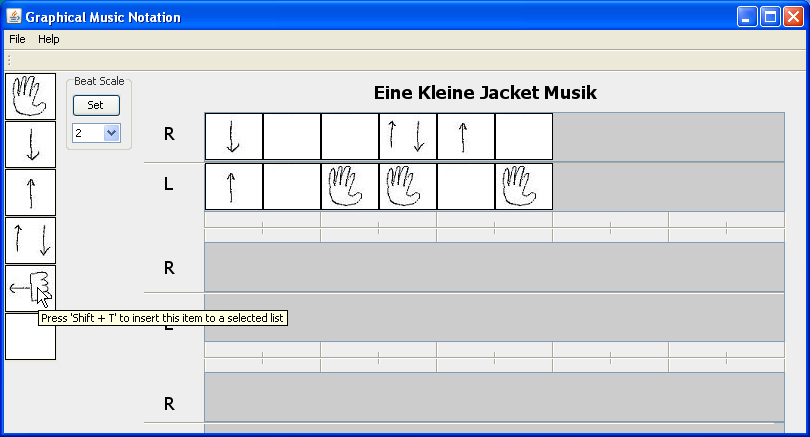 Graphical Music Notation
File Help
Beat Scale
Set
2
Eine Kleine Jacket Musik
R
L
R
Press 'Shift + T' to insert this item to a selected list
R